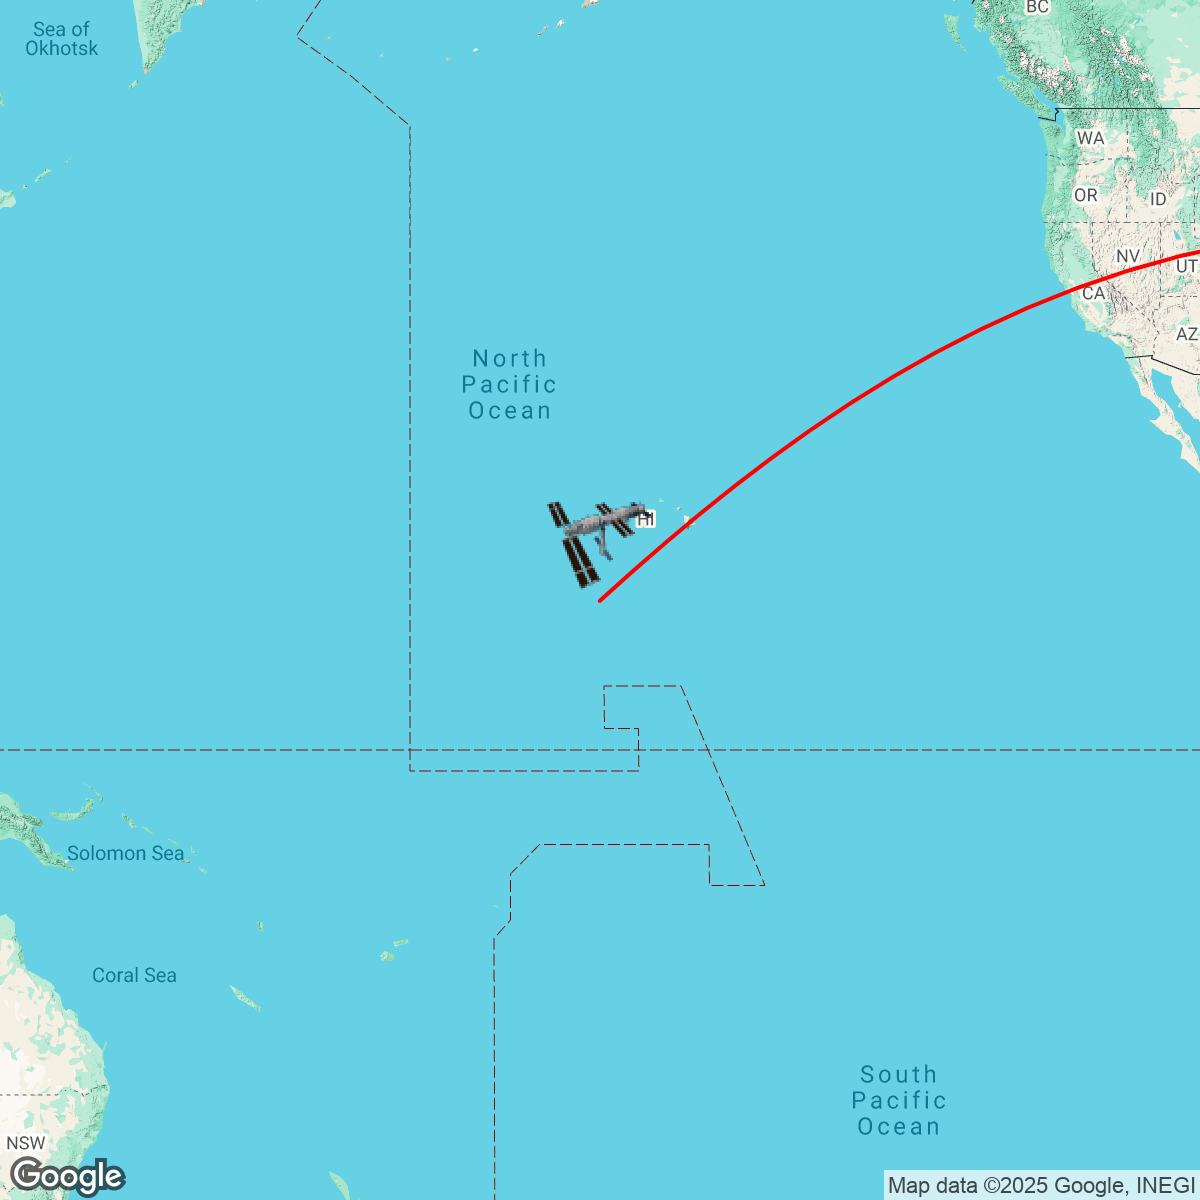 BC
Sea of
Okhotsk
WA
OR
ID
NV
UT
CA
AZ
North
Pacific
Ocean
HI
Solomon Sea
Coral Sea
South
Pacific
Ocean
NSW
Google
Map data ©2025 Google, INEGI